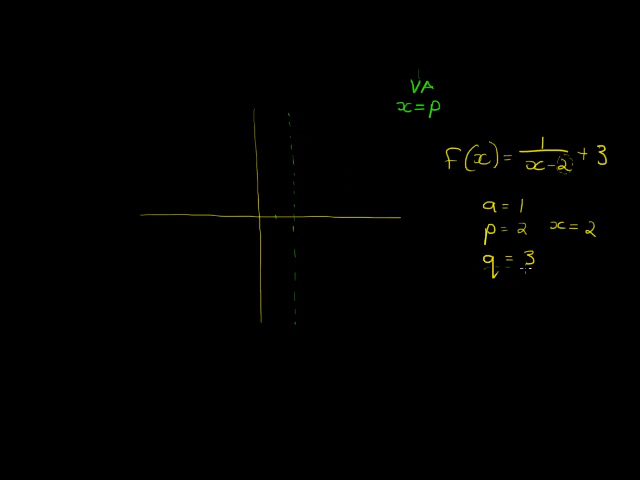 VA
x = p
f(x) = 1/(x-2) + 3
a = 1
p = 2 x = 2
q = 3